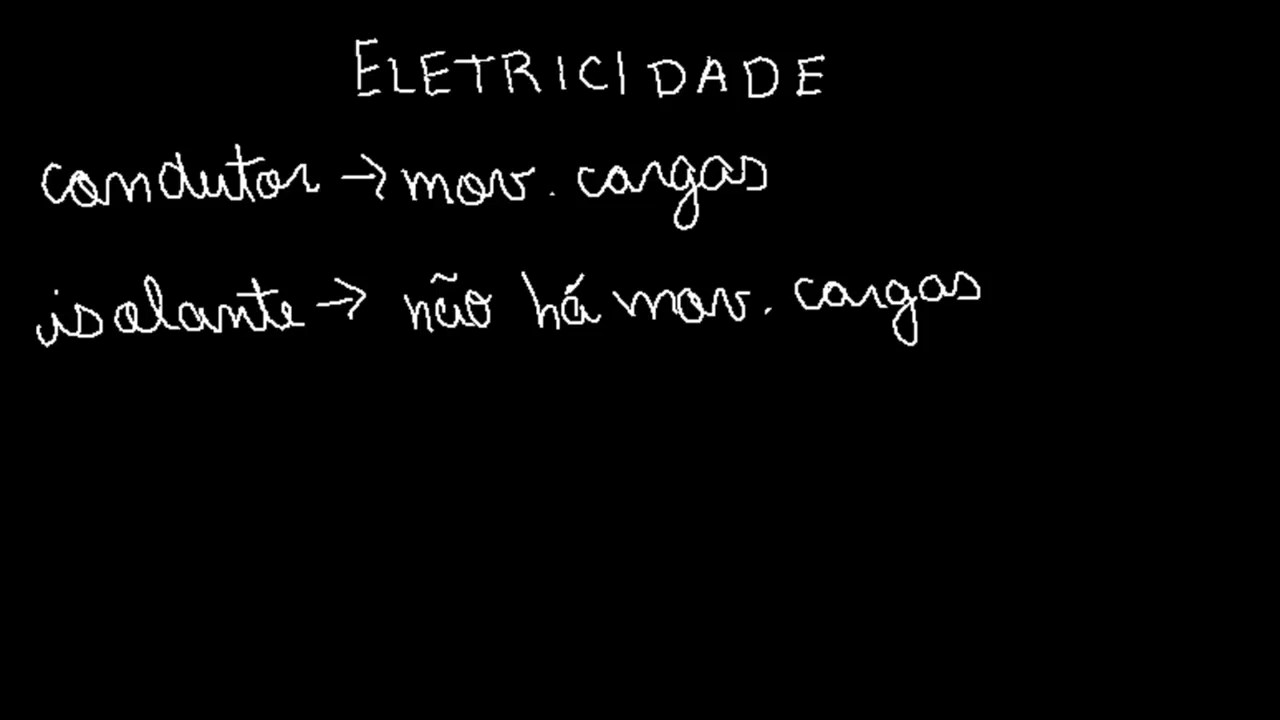 ELETRICIDADE
condutor → mov. cargas
isolante → não há mov. cargas